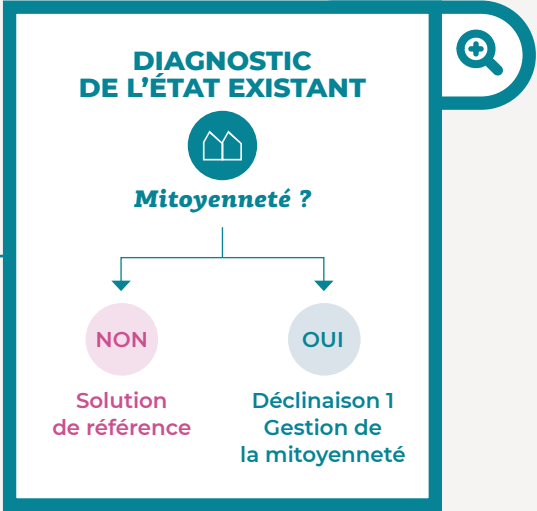 DIAGNOSTIC
DE L’ÉTAT EXISTANT
Mitoyenneté ?
NON
Solution
de référence
OUI
Déclinaison 1
Gestion de
la mitoyenneté